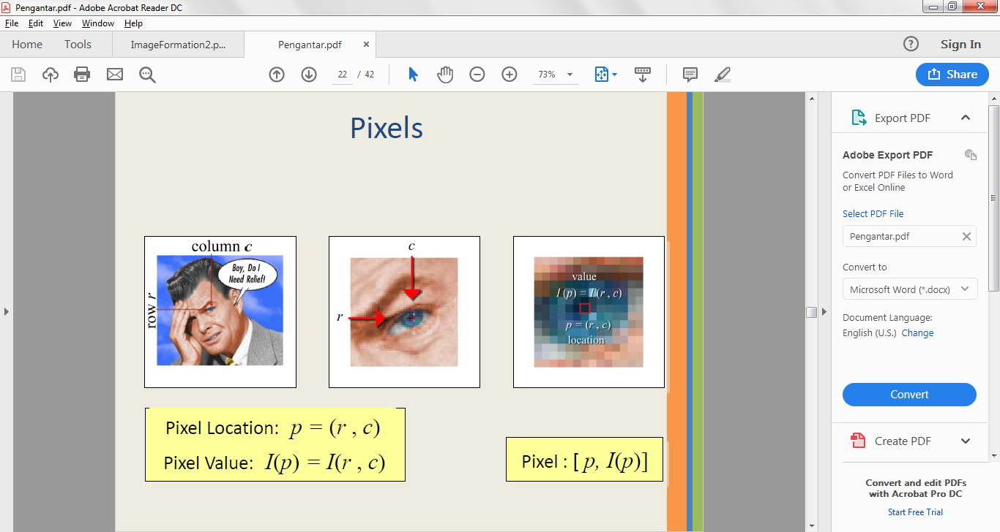 Pengantar.pdf - Adobe Acrobat Reader DC
File Edit View Window Help
Home Tools ImageFormation2.p... Pengantar.pdf ×
? Sign In
22 / 42 73% Share
Pixels
column c
row r
Boy, Do I
Need Relief!
c
r
value
I (p) = I(r , c)
p = (r , c)
location
Pixel Location: p = (r , c)
Pixel Value: I(p) = I(r , c)
Pixel : [ p, I(p)]
Export PDF
Adobe Export PDF
Convert PDF Files to Word
or Excel Online
Select PDF File
Pengantar.pdf
Convert to
Microsoft Word (*.docx)
Document Language:
English (U.S.) Change
Convert
Create PDF
Convert and edit PDFs
with Acrobat Pro DC
Start Free Trial